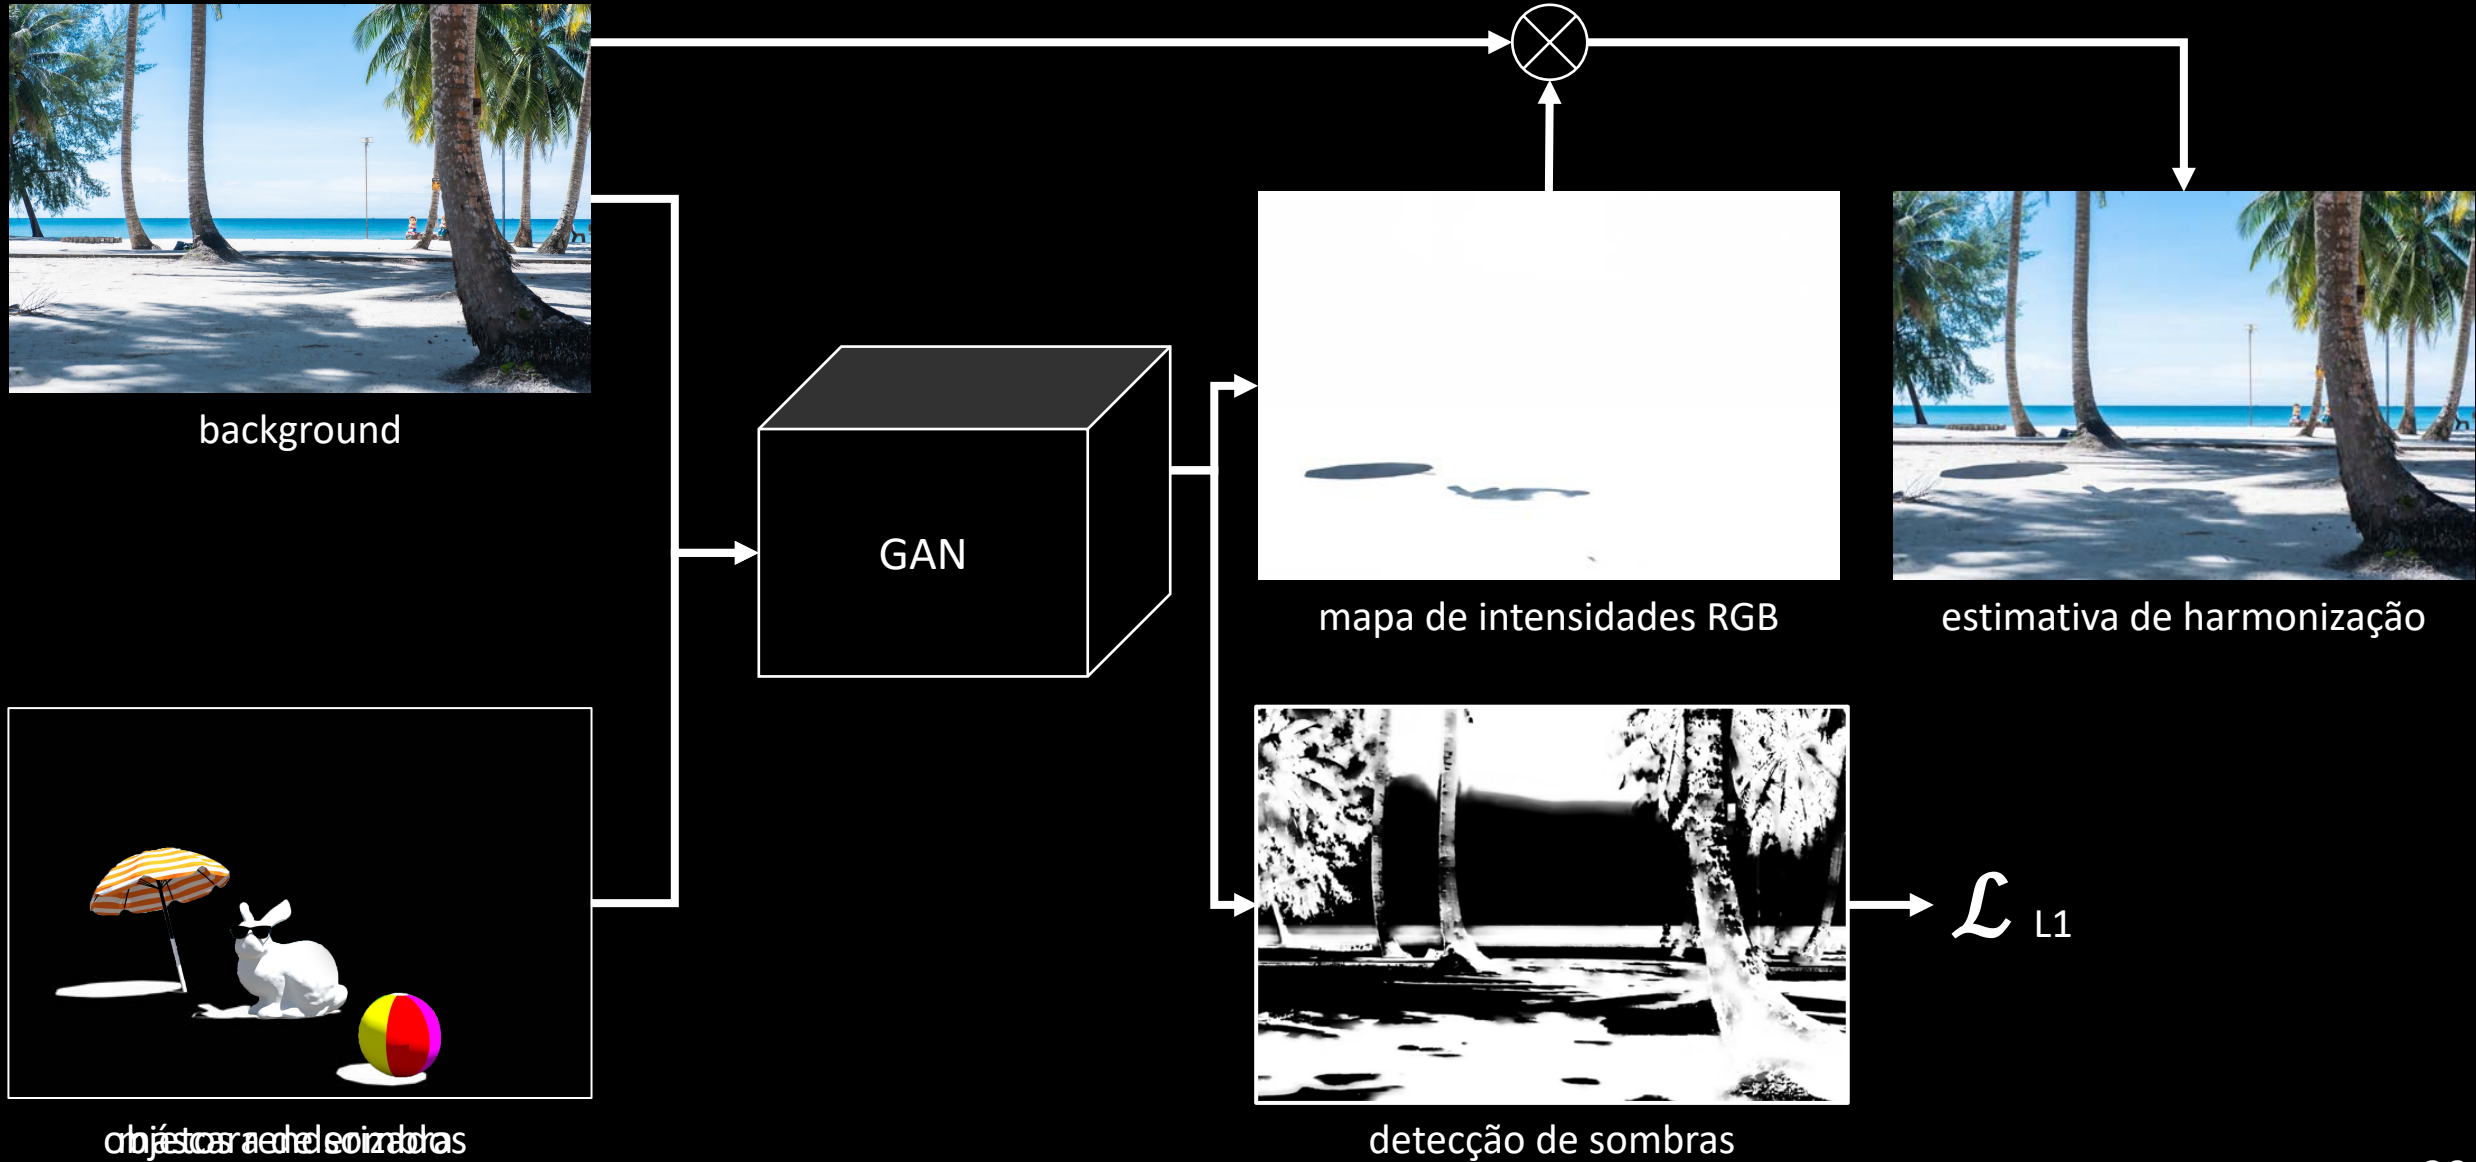 background
GAN
mapa de intensidades RGB
estimativa de harmonização
ℒ L1
detecção de sombras